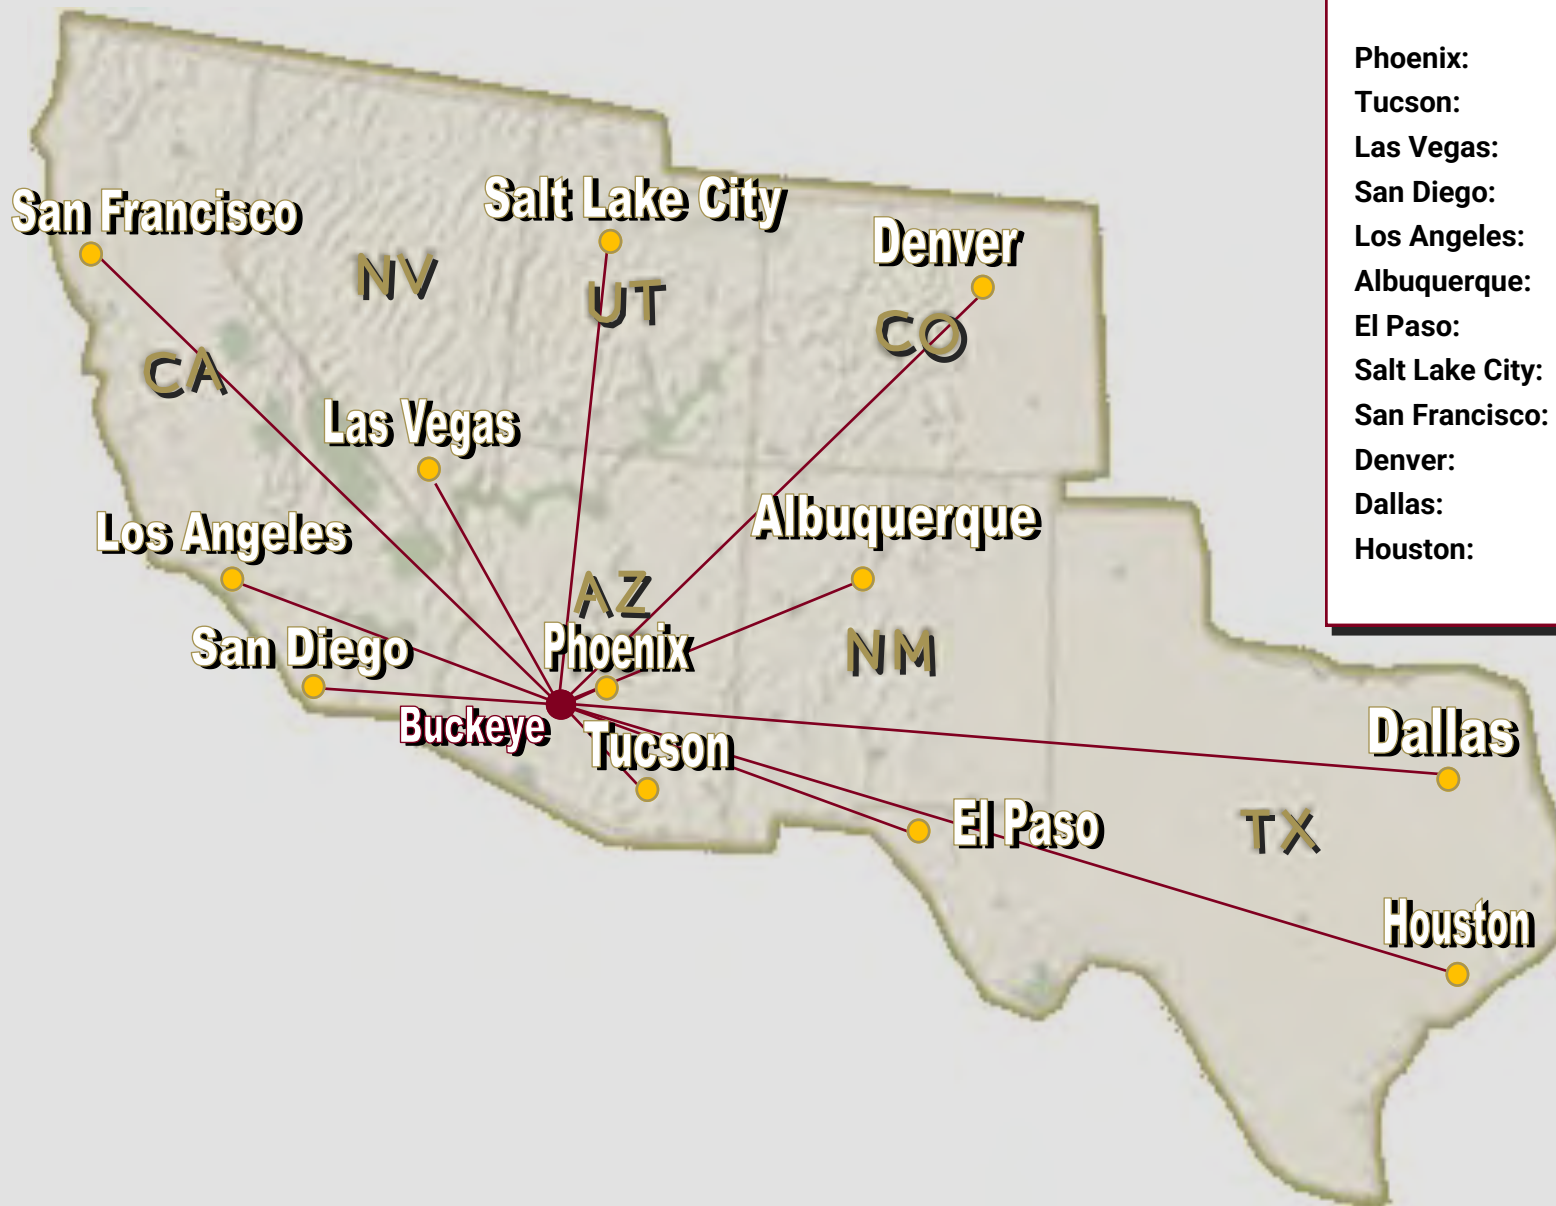 Phoenix:
Tucson:
Las Vegas:
San Diego:
Los Angeles:
Albuquerque:
El Paso:
Salt Lake City:
San Francisco:
Denver:
Dallas:
Houston:
Salt Lake City
San Francisco
Denver
NV
UT
CO
CA
Las Vegas
Albuquerque
Los Angeles
AZ
San Diego
Phoenix
NM
Buckeye
Tucson
Dallas
El Paso
TX
Houston